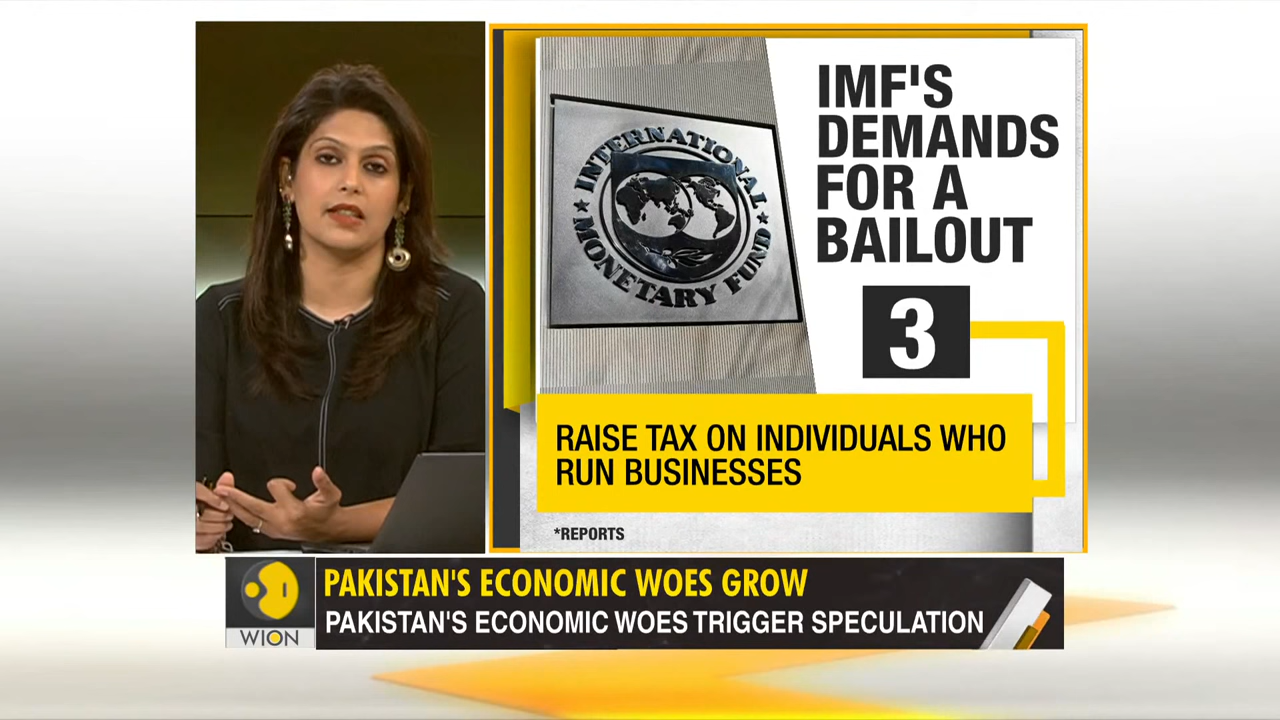 IMF'S
DEMANDS
FOR A
BAILOUT
INTERNATIONAL
MONETARY FUND
3
RAISE TAX ON INDIVIDUALS WHO
RUN BUSINESSES
*REPORTS
PAKISTAN'S ECONOMIC WOES GROW
PAKISTAN'S ECONOMIC WOES TRIGGER SPECULATION
WION